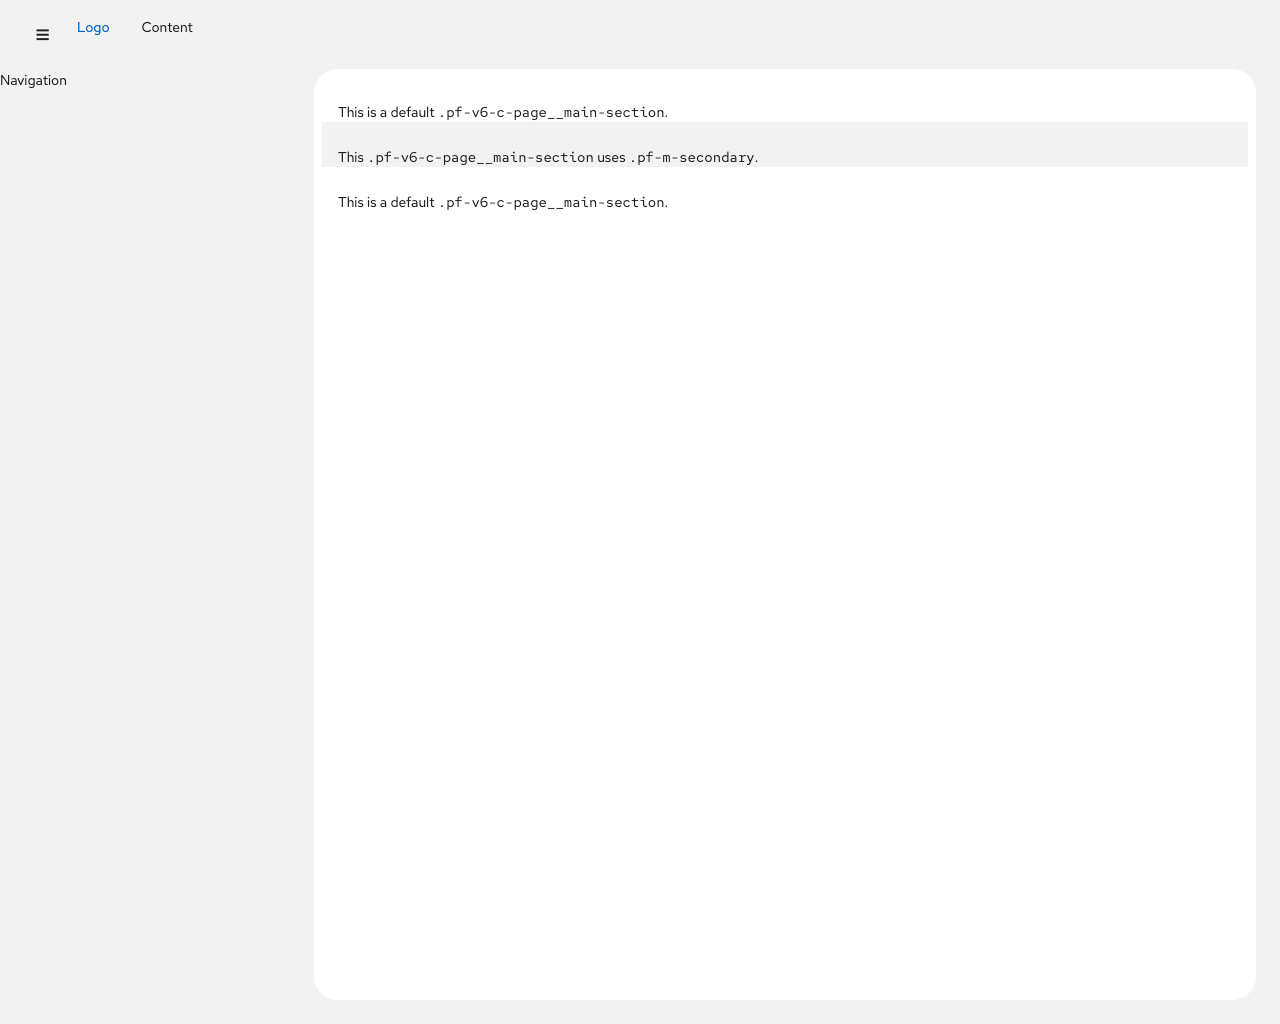 Logo
Content
Navigation
This is a default .pf-v6-c-page__main-section.
This .pf-v6-c-page__main-section uses .pf-m-secondary.
This is a default .pf-v6-c-page__main-section.